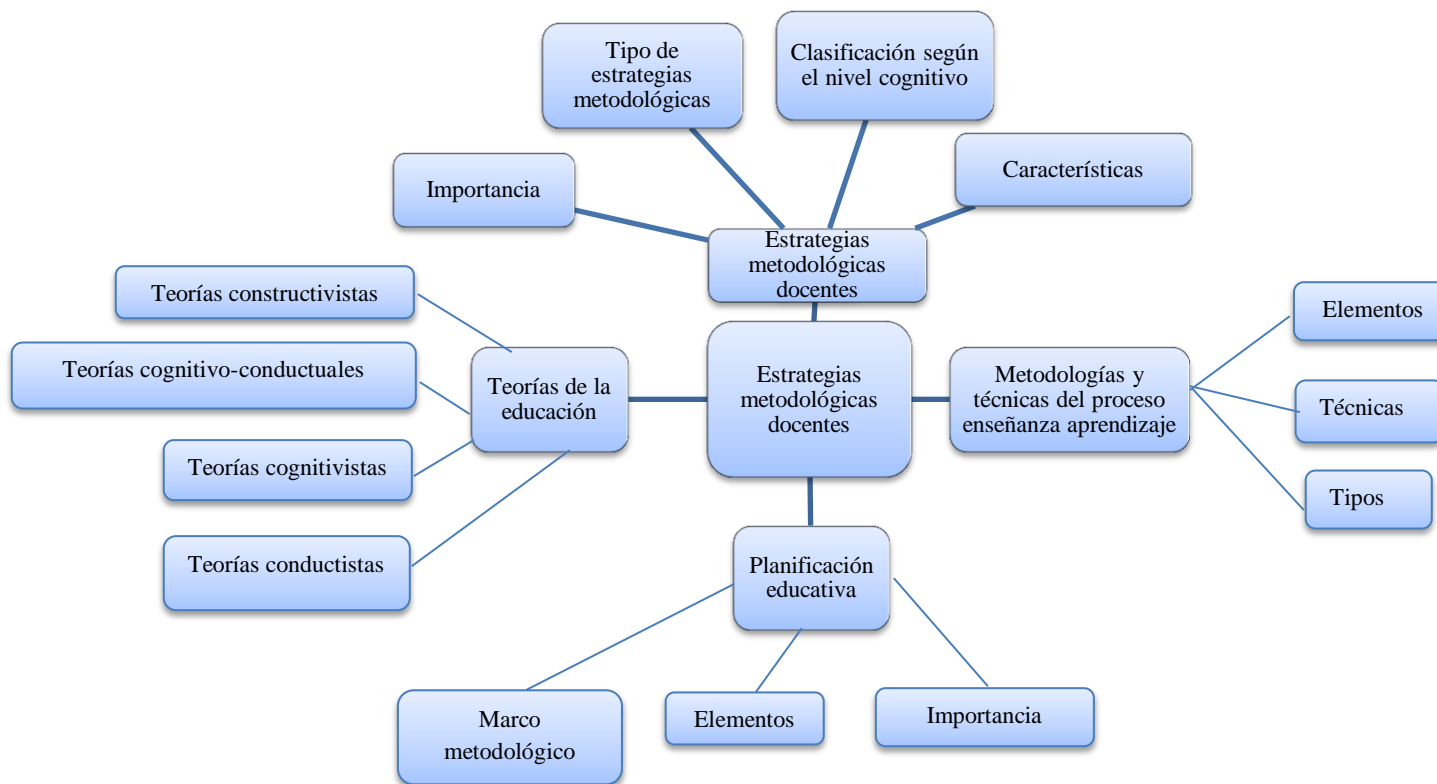 Tipo de
estrategias
metodológicas
Clasificación según
el nivel cognitivo
Importancia
Características
Estrategias
metodológicas
docentes
Teorías constructivistas
Teorías cognitivo-conductuales
Teorías cognitivistas
Teorías conductistas
Teorías de la
educación
Estrategias
metodológicas
docentes
Metodologías y
técnicas del proceso
enseñanza aprendizaje
Elementos
Técnicas
Tipos
Planificación
educativa
Marco
metodológico
Elementos
Importancia